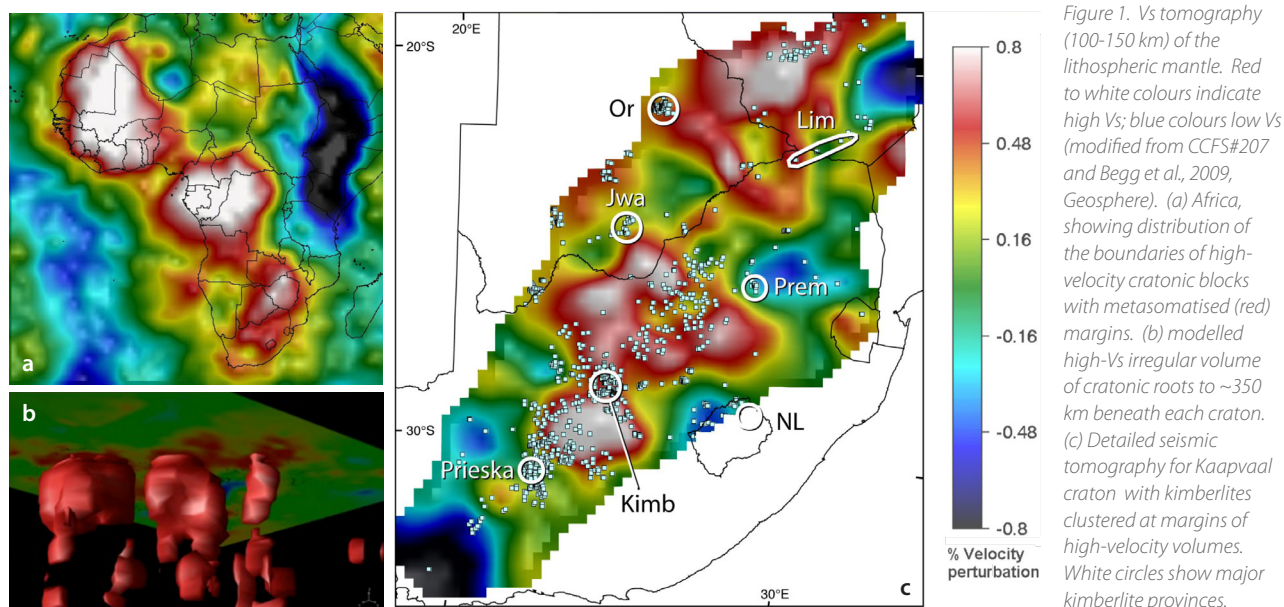 a
b
20°E
20°S
Or
Lim
Jwa
Prem
30°S
NL
Prieska
Kimb
30°E
c
0.8
0.48
0.16
-0.16
-0.48
-0.8
% Velocity
perturbation
Figure 1. Vs tomography
(100-150 km) of the
lithospheric mantle. Red
to white colours indicate
high Vs; blue colours low Vs
(modified from CCFS#207
and Begg et al., 2009,
Geosphere). (a) Africa,
showing distribution of
the boundaries of high-
velocity cratonic blocks
with metasomatised (red)
margins. (b) modelled
high-Vs irregular volume
of cratonic roots to ~350
km beneath each craton.
(c) Detailed seismic
tomography for Kaapvaal
craton with kimberlites
clustered at margins of
high-velocity volumes.
White circles show major
kimberlite provinces.